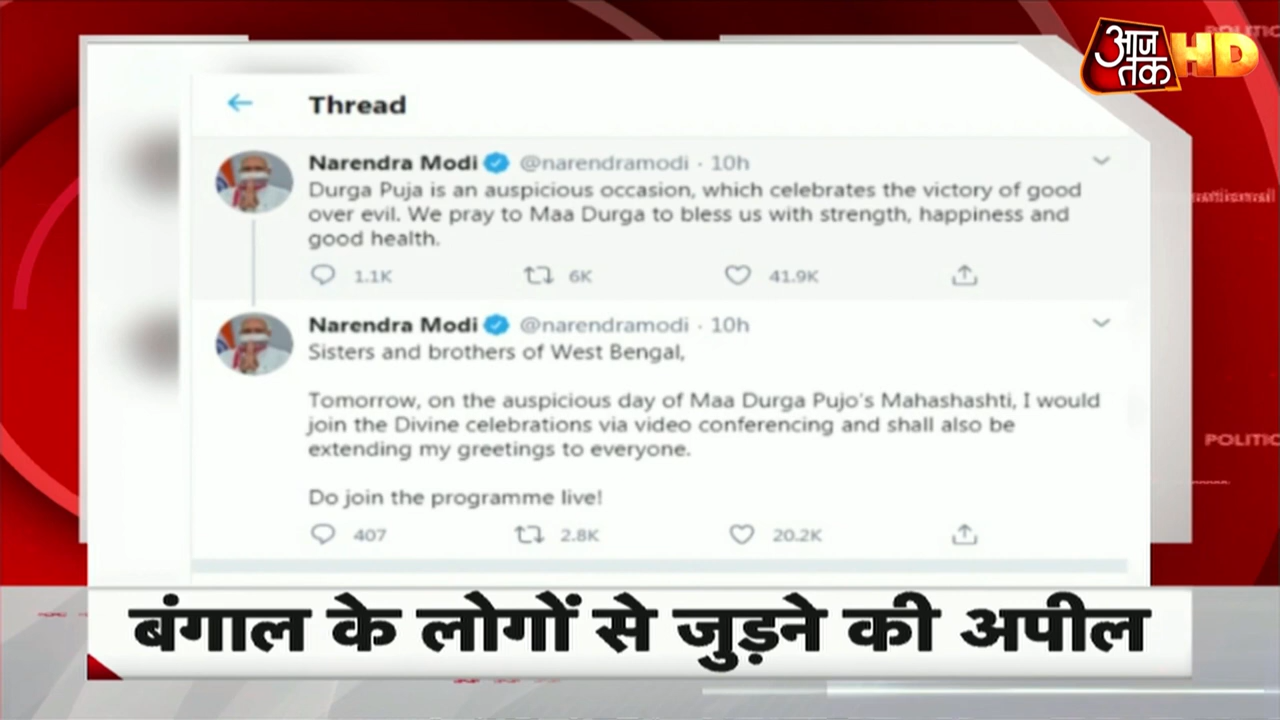 आज तक HD
Thread
Narendra Modi @narendramodi · 10h
Durga Puja is an auspicious occasion, which celebrates the victory of good
over evil. We pray to Maa Durga to bless us with strength, happiness and
good health.
1.1K 6K 41.9K
Narendra Modi @narendramodi · 10h
Sisters and brothers of West Bengal,
Tomorrow, on the auspicious day of Maa Durga Pujo's Mahashashti, I would
join the Divine celebrations via video conferencing and shall also be
extending my greetings to everyone.
Do join the programme live!
407 2.8K 20.2K
POLITIC
बंगाल के लोगों से जुड़ने की अपील